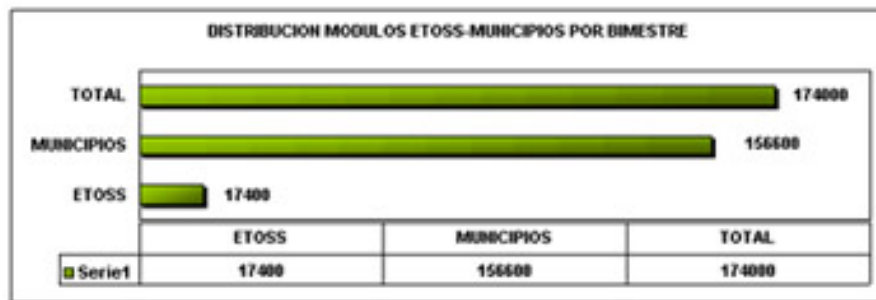 DISTRIBUCION MODULOS ETOSS-MUNICIPIOS POR BIMESTRE
TOTAL 174000
MUNICIPIOS 156600
ETOSS 17400
ETOSS MUNICIPIOS TOTAL
Serie1 17400 156600 174000